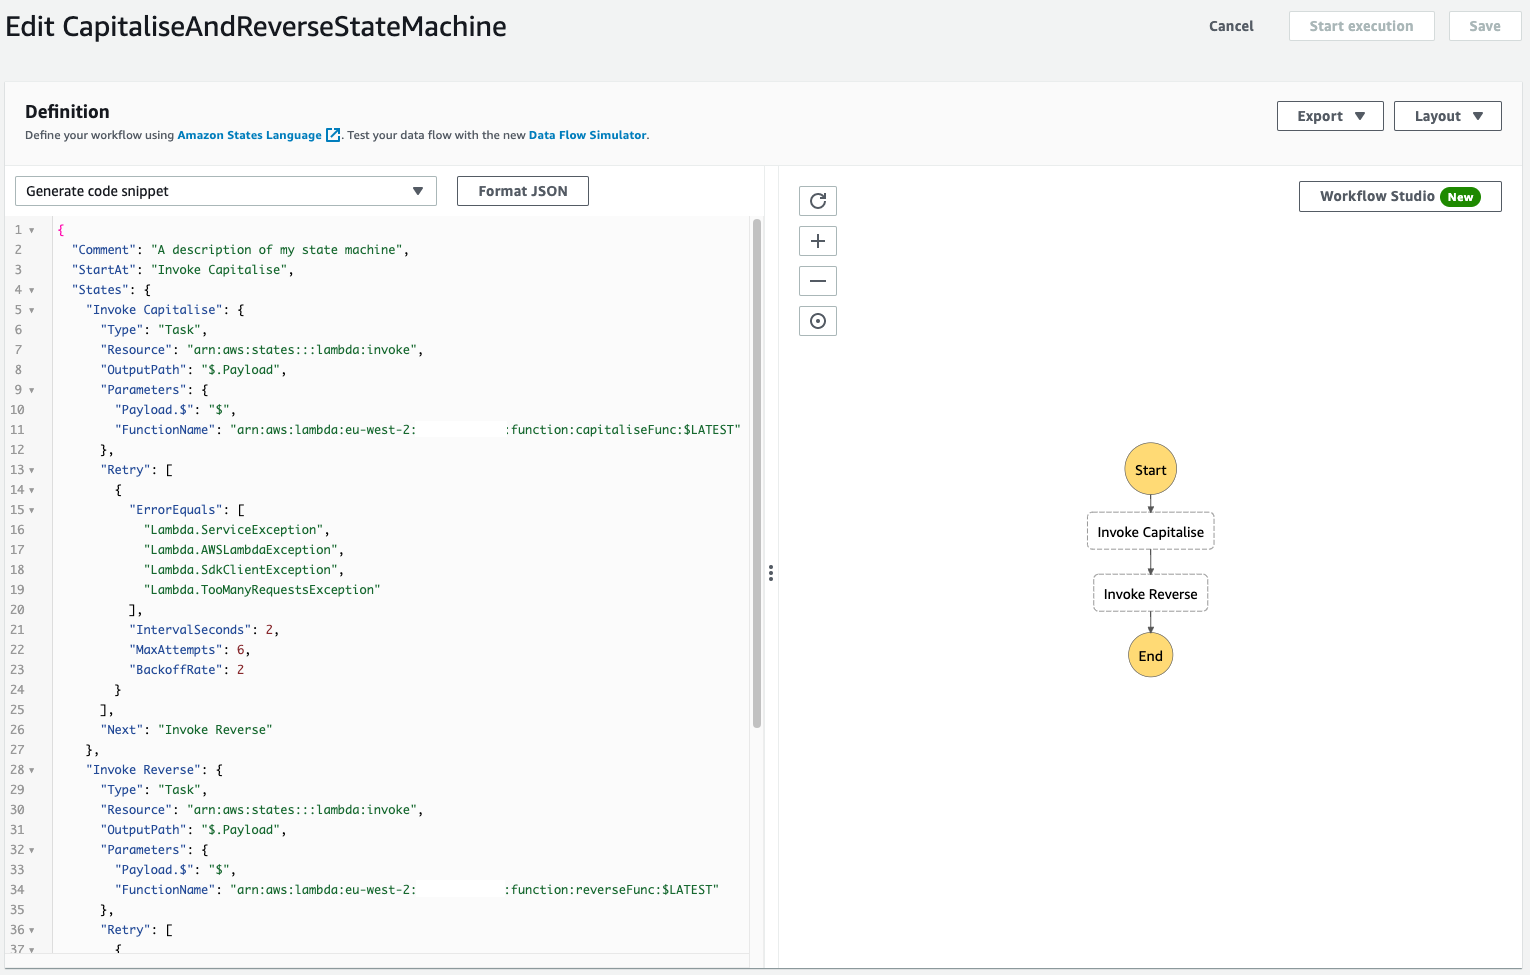 Edit CapitaliseAndReverseStateMachine
Cancel
Start execution
Save
Definition
Define your workflow using Amazon States Language. Test your data flow with the new Data Flow Simulator.
Export
Layout
Generate code snippet
Format JSON
Workflow Studio New
1 {
2 "Comment": "A description of my state machine",
3 "StartAt": "Invoke Capitalise",
4 "States": {
5 "Invoke Capitalise": {
6 "Type": "Task",
7 "Resource": "arn:aws:states:::lambda:invoke",
8 "OutputPath": "$.Payload",
9 "Parameters": {
10 "Payload.$": "$",
11 "FunctionName": "arn:aws:lambda:eu-west-2: :function:capitaliseFunc:$LATEST"
12 },
13 "Retry": [
14 {
15 "ErrorEquals": [
16 "Lambda.ServiceException",
17 "Lambda.AWSLambdaException",
18 "Lambda.SdkClientException",
19 "Lambda.TooManyRequestsException"
20 ],
21 "IntervalSeconds": 2,
22 "MaxAttempts": 6,
23 "BackoffRate": 2
24 }
25 ],
26 "Next": "Invoke Reverse"
27 },
28 "Invoke Reverse": {
29 "Type": "Task",
30 "Resource": "arn:aws:states:::lambda:invoke",
31 "OutputPath": "$.Payload",
32 "Parameters": {
33 "Payload.$": "$",
34 "FunctionName": "arn:aws:lambda:eu-west-2: :function:reverseFunc:$LATEST"
35 },
36 "Retry": [
37 {
Start
Invoke Capitalise
Invoke Reverse
End